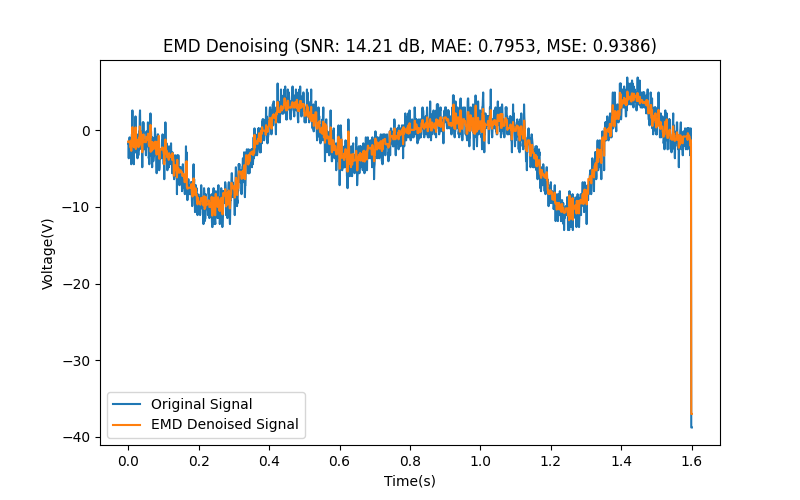 EMD Denoising (SNR: 14.21 dB, MAE: 0.7953, MSE: 0.9386)
0
−10
−20
−30
−40
Voltage(V)
Original Signal
EMD Denoised Signal
0.0 0.2 0.4 0.6 0.8 1.0 1.2 1.4 1.6
Time(s)